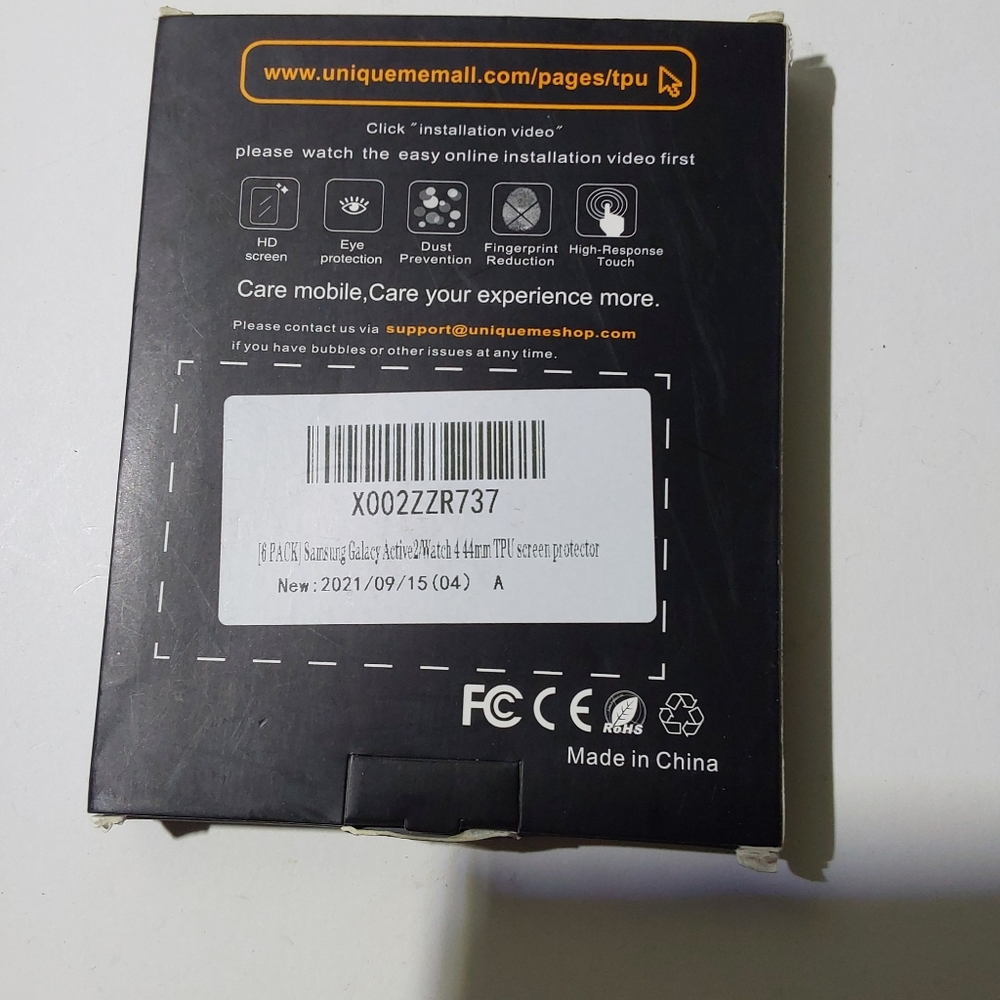 www.uniquememall.com/pages/tpu
Click "installation video"
please watch the easy online installation video first
HD screen
Eye protection
Dust Prevention
Fingerprint Reduction
High-Response Touch
Care mobile,Care your experience more.
Please contact us via support@uniquemeshop.com
if you have bubbles or other issues at any time.
X002ZZR737
[6 PACK] Samsung Galacy Active2/Watch 4 44mm TPU screen protector
New:2021/09/15(04) A
FC CE RoHS
Made in China